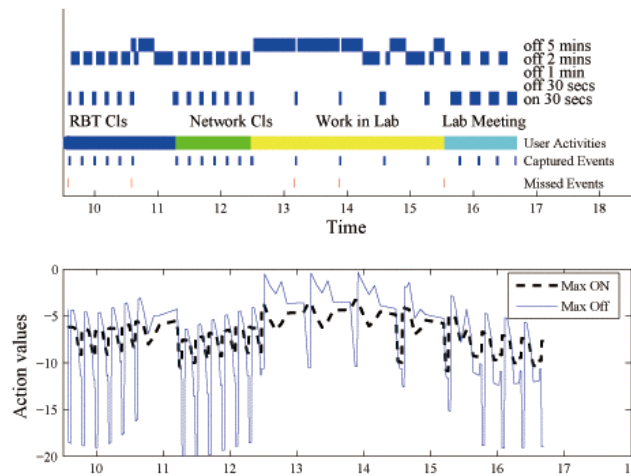 off 5 mins
off 2 mins
off 1 min
off 30 secs
on 30 secs
RBT Cls Network Cls Work in Lab Lab Meeting
User Activities
Captured Events
Missed Events
10 11 12 13 14 15 16 17 18
Time
Action values
0
−5
−10
−15
−20
Max ON
Max Off
10 11 12 13 14 15 16 17